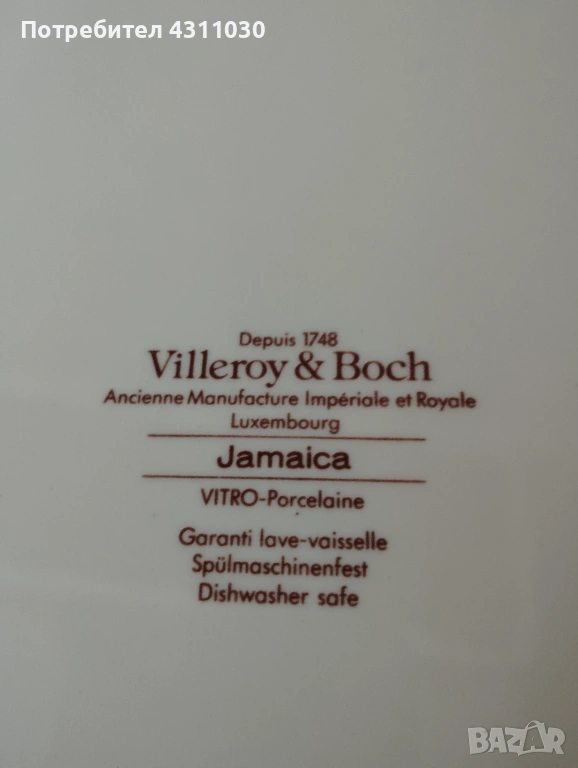 Потребител 4311030
Depuis 1748
Villeroy & Boch
Ancienne Manufacture Impériale et Royale
Luxembourg
Jamaica
VITRO-Porcelaine
Garanti lave-vaisselle
Spülmaschinenfest
Dishwasher safe
BAZAR